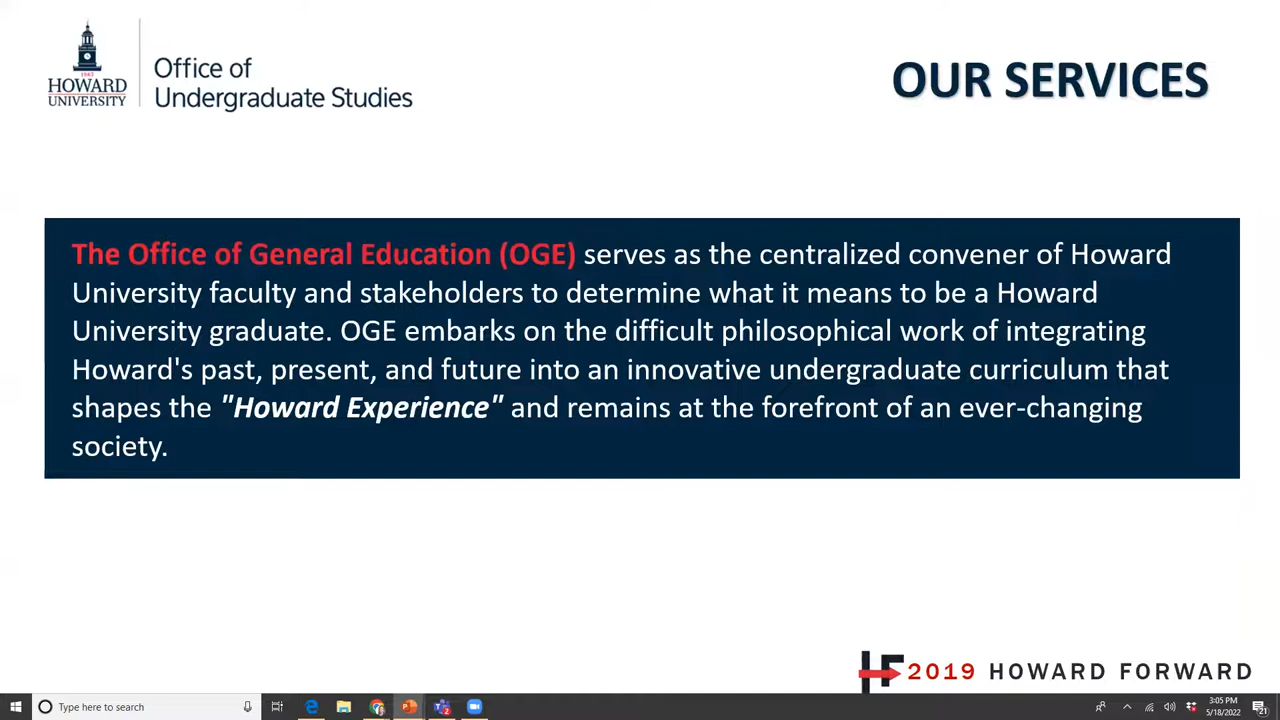 1867
HOWARD
UNIVERSITY
Office of
Undergraduate Studies
OUR SERVICES
The Office of General Education (OGE) serves as the centralized convener of Howard
University faculty and stakeholders to determine what it means to be a Howard
University graduate. OGE embarks on the difficult philosophical work of integrating
Howard's past, present, and future into an innovative undergraduate curriculum that
shapes the "Howard Experience" and remains at the forefront of an ever-changing
society.
HF 2019 HOWARD FORWARD
Type here to search
3:05 PM
5/18/2022
21